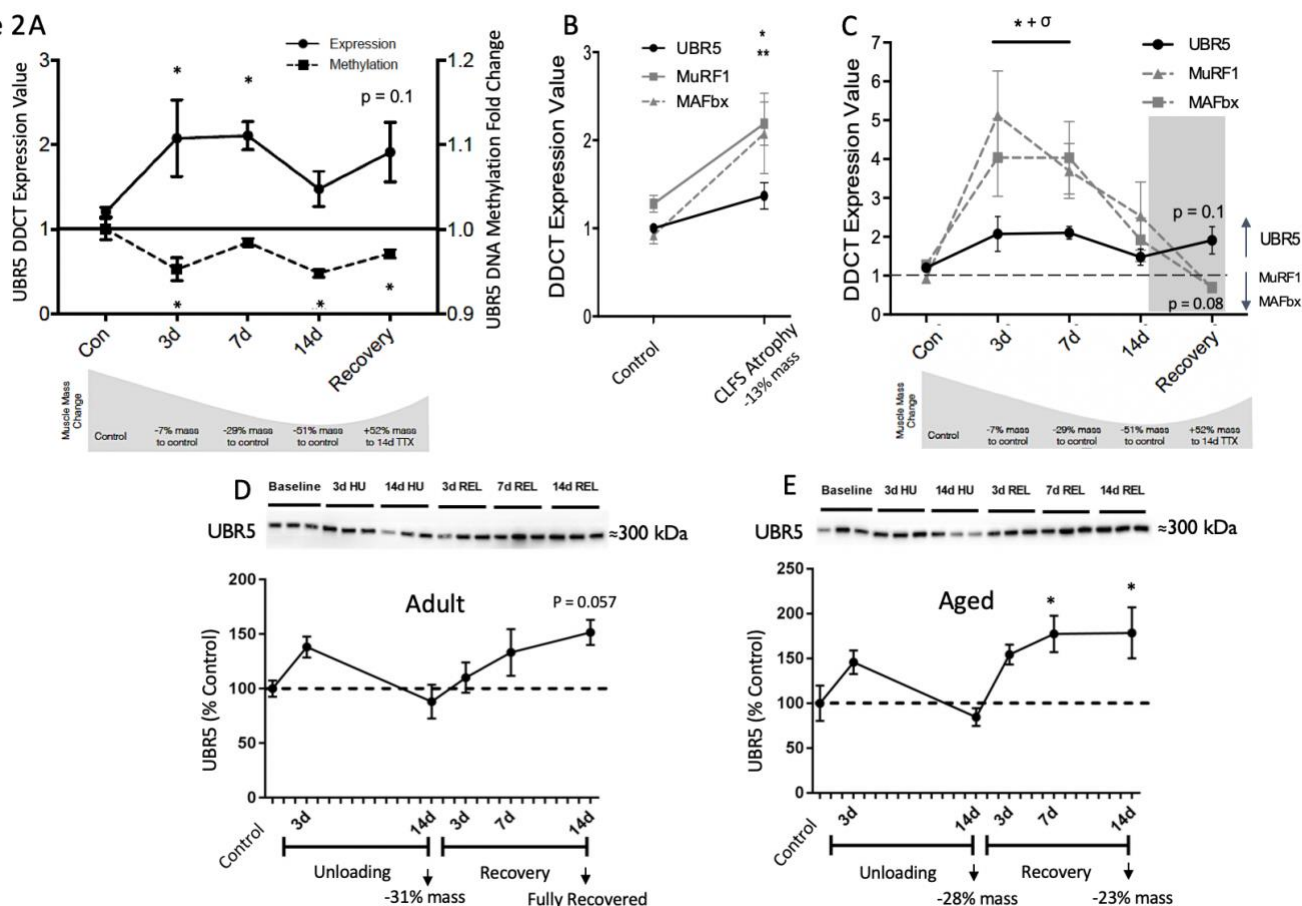 e 2A
UBR5 DDCT Expression Value
3
2
1
0
Expression
Methylation
*
*
p = 0.1
*
*
*
1.2
1.1
1.0
0.9
UBR5 DNA Methylation Fold Change
Con
3d
7d
14d
Recovery
Muscle Mass
Change
Control
-7% mass
to control
-29% mass
to control
-51% mass
to control
+52% mass
to 14d TTX
B
DDCT Expression Value
3
2
1
0
UBR5
MuRF1
MAFbx
*
**
Control
CLFS Atrophy
-13% mass
C
DDCT Expression Value
7
6
5
4
3
2
1
0
* + σ
UBR5
MuRF1
MAFbx
p = 0.1
p = 0.08
UBR5
MuRF1
MAFbx
Con
3d
7d
14d
Recovery
Muscle Mass
Change
Control
-7% mass
to control
-29% mass
to control
-51% mass
to control
+52% mass
to 14d TTX
D
Baseline 3d HU 14d HU 3d REL 7d REL 14d REL
UBR5
≈300 kDa
UBR5 (% Control)
200
150
100
50
0
Adult
P = 0.057
Control
3d
14d
3d
7d
14d
Unloading
Recovery
-31% mass
Fully Recovered
E
Baseline 3d HU 14d HU 3d REL 7d REL 14d REL
UBR5
≈300 kDa
UBR5 (% Control)
250
200
150
100
50
0
Aged
*
*
Control
3d
14d
3d
7d
14d
Unloading
Recovery
-28% mass
-23% mass